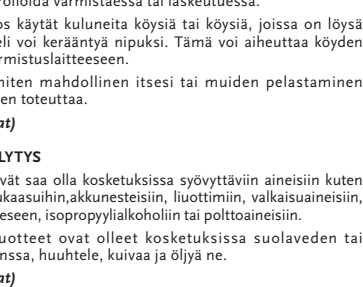 rolloida varmistaessa tai laskeutuessa.
os käytät kuluneita köysiä tai köysiä, joissa on löysä
eli voi kerääntyä nipuksi. Tämä voi aiheuttaa köyden
rmistuslaitteeseen.
miten mahdollinen itsesi tai muiden pelastaminen
en toteuttaa.
at)
LYTYS
vät saa olla kosketuksissa syövyttäviin aineisiin kuten
ukaasuihin,akkunesteisiin, liuottimiin, valkaisuaineisiin,
eseen, isopropyylialkoholiin tai polttoaineisiin.
uotteet ovat olleet kosketuksissa suolaveden tai
nssa, huuhtele, kuivaa ja öljyä ne.
at)